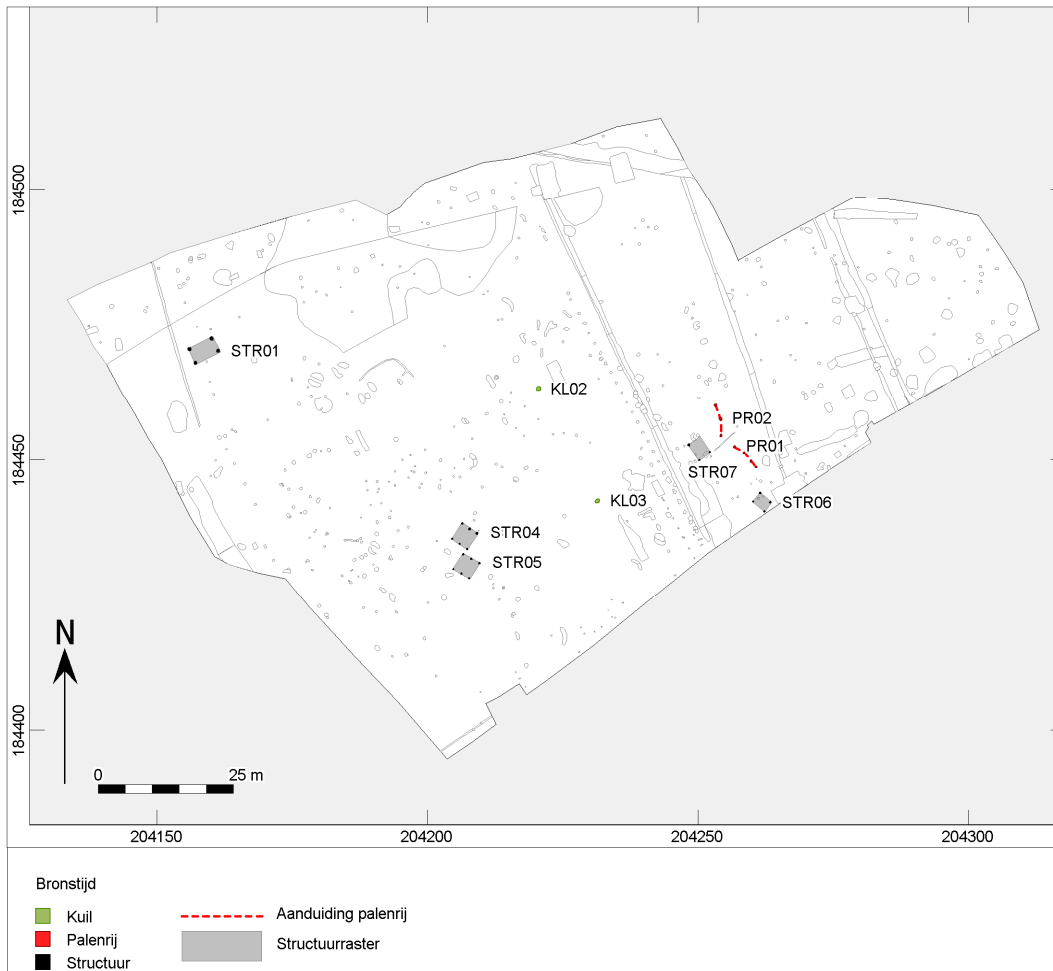 184500
STR01
KL02
PR02
PR01
184450
STR07
KL03
STR06
STR04
STR05
N
184400
0 25 m
204150 204200 204250 204300
Bronstijd
Kuil
Aanduiding palenrij
Palenrij
Structuurraster
Structuur